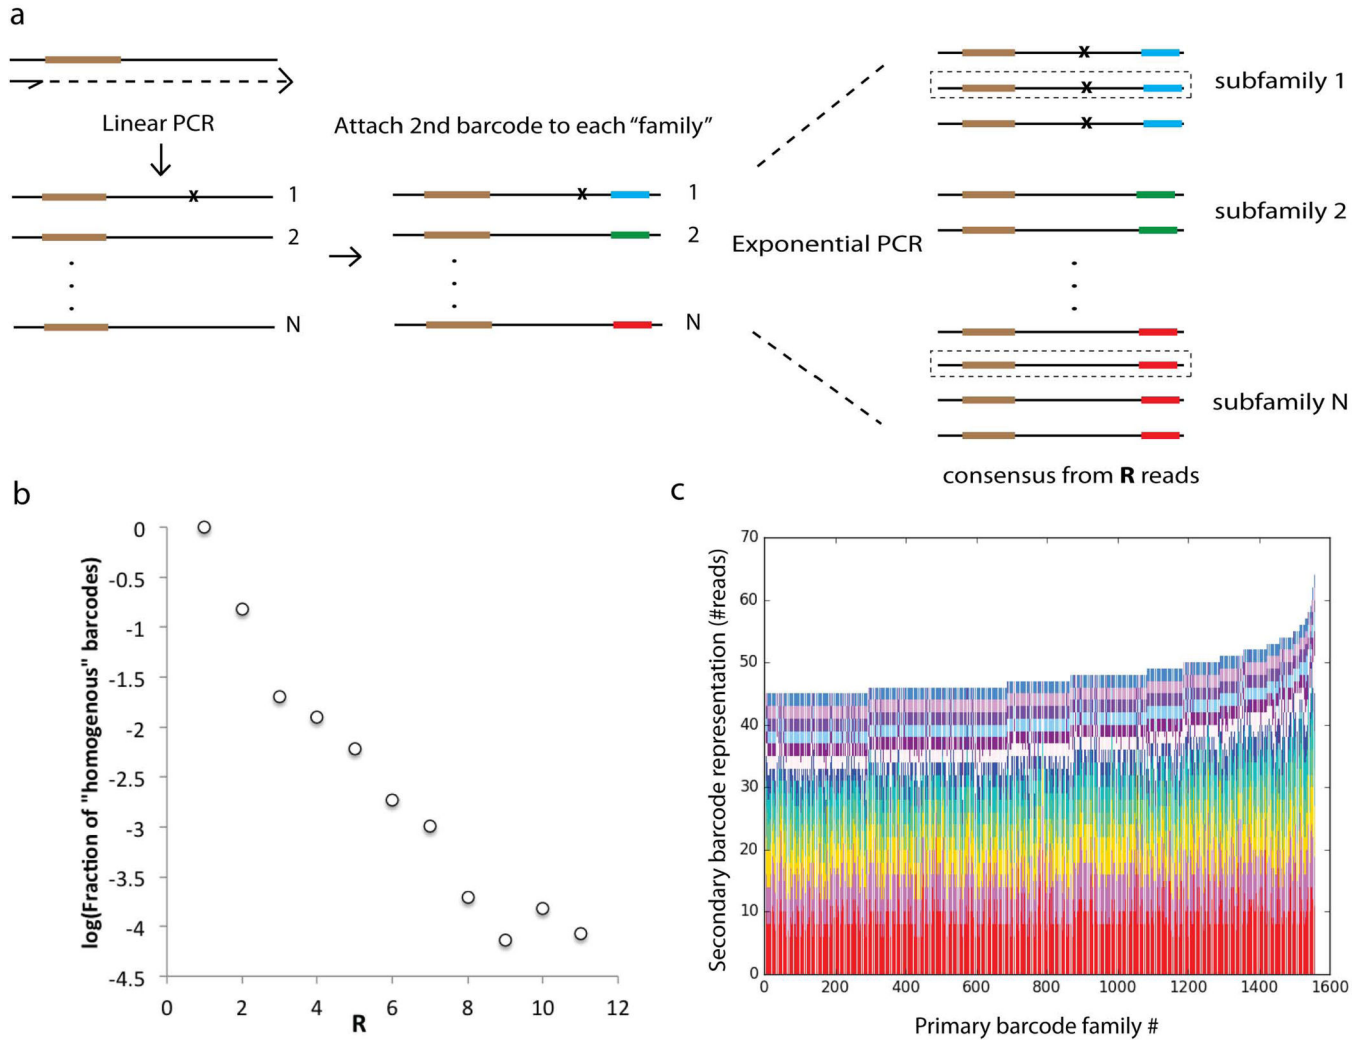 a
Linear PCR
x 1
2
N
Attach 2nd barcode to each "family"
x 1
2
N
Exponential PCR
x
x
x
subfamily 1
subfamily 2
subfamily N
consensus from R reads
b
log(Fraction of "homogenous" barcodes)
0
-0.5
-1
-1.5
-2
-2.5
-3
-3.5
-4
-4.5
0 2 4 6 8 10 12
R
c
Secondary barcode representation (#reads)
70
60
50
40
30
20
10
0
0 200 400 600 800 1000 1200 1400 1600
Primary barcode family #